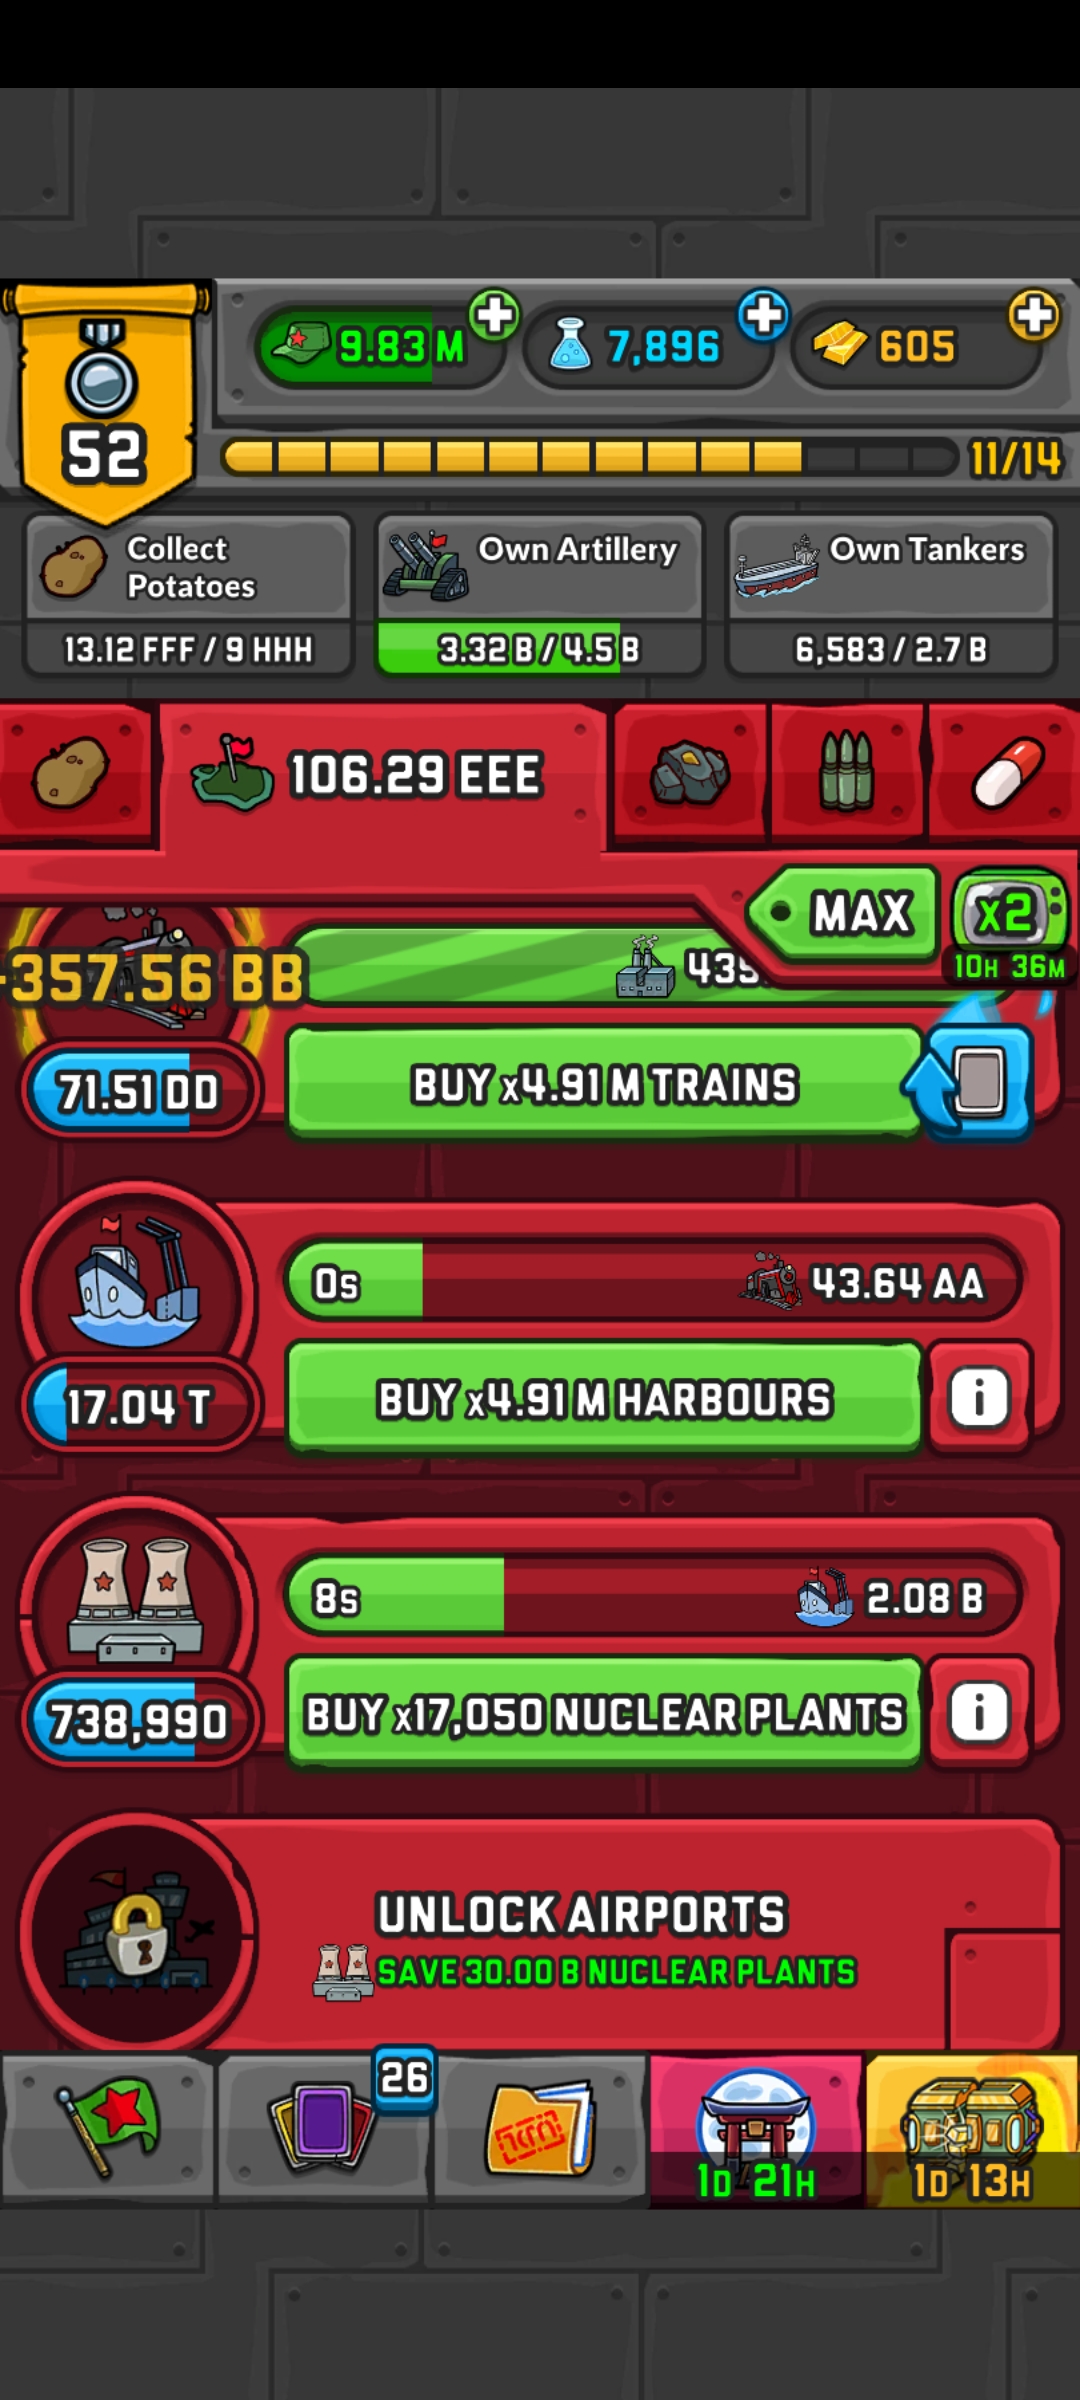 9.83 M
7,896
605
52
11/14
Collect
Potatoes
13.12 FFF / 9 HHH
Own Artillery
3.32 B / 4.5 B
Own Tankers
6,583 / 2.7 B
106.29 EEE
MAX
x2
10H 36M
357.56 BB
71.51 DD
BUY x4.91 M TRAINS
0s
43.64 AA
17.04 T
BUY x4.91 M HARBOURS
i
8s
2.08 B
738,990
BUY x17,050 NUCLEAR PLANTS
i
UNLOCK AIRPORTS
SAVE 30.00 B NUCLEAR PLANTS
26
1D 21H
1D 13H